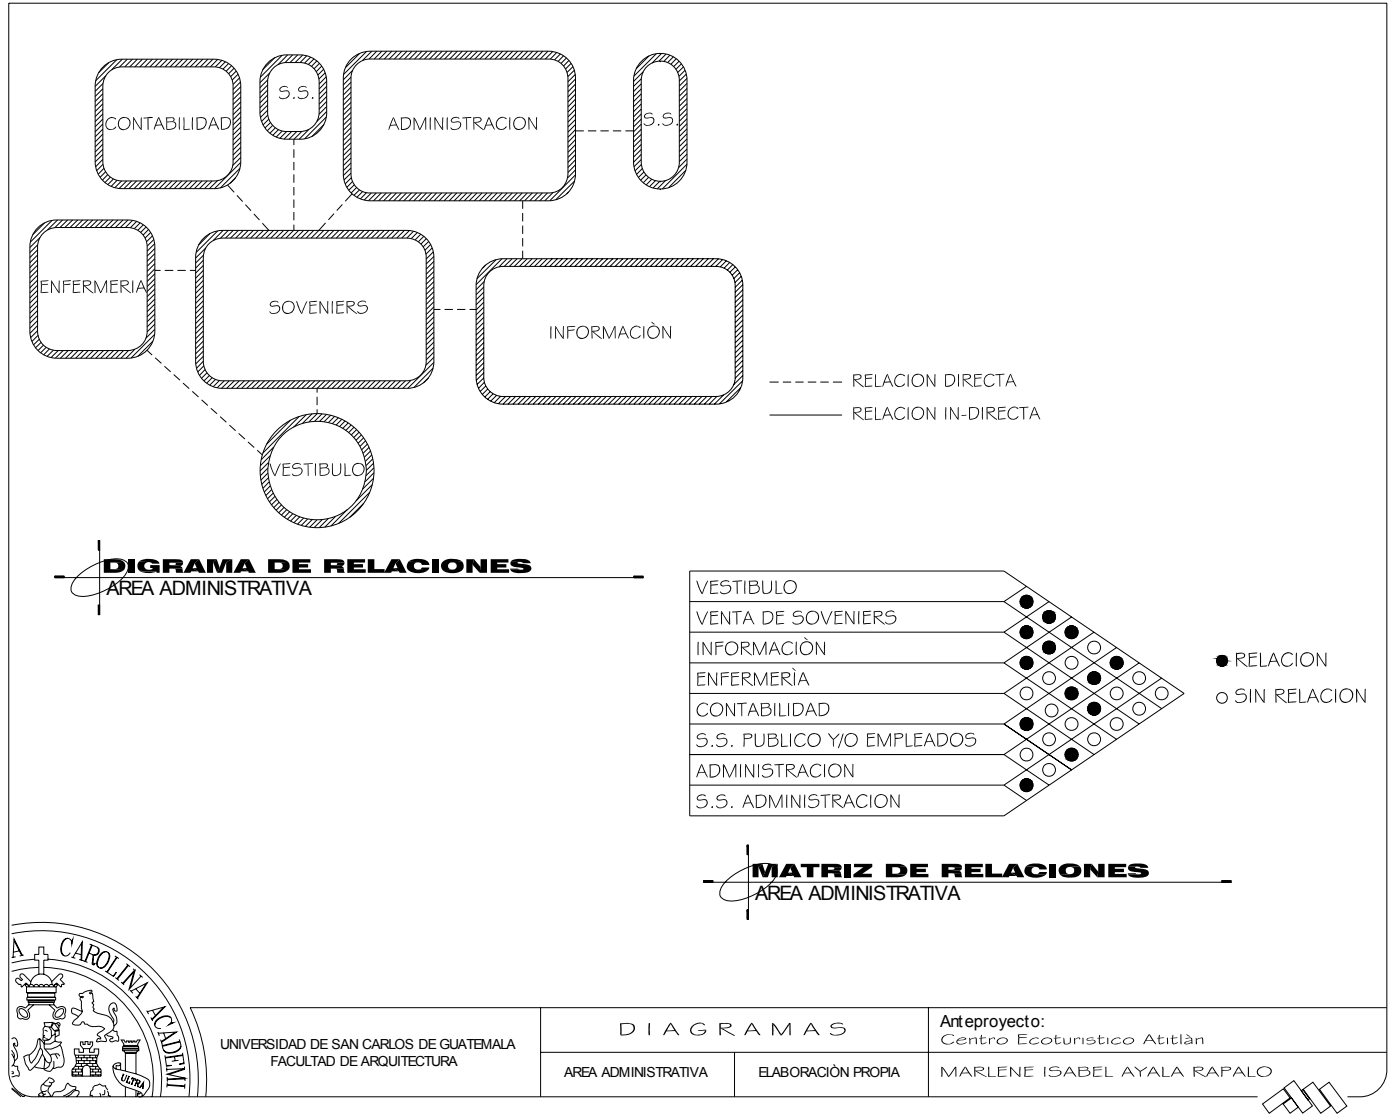 CONTABILIDAD
S.S.
ADMINISTRACION
S.S.
ENFERMERIA
SOVENIERS
INFORMACIÒN
VESTIBULO
RELACION DIRECTA
RELACION IN-DIRECTA
DIGRAMA DE RELACIONES
AREA ADMINISTRATIVA
VESTIBULO
VENTA DE SOVENIERS
INFORMACIÒN
ENFERMERÌA
CONTABILIDAD
S.S. PUBLICO Y/O EMPLEADOS
ADMINISTRACION
S.S. ADMINISTRACION
RELACION
SIN RELACION
MATRIZ DE RELACIONES
AREA ADMINISTRATIVA
A CAROLINA ACADEMI
ULTRA
UNIVERSIDAD DE SAN CARLOS DE GUATEMALA
FACULTAD DE ARQUITECTURA
DIAGRAMAS
AREA ADMINISTRATIVA
ELABORACIÒN PROPIA
Anteproyecto:
Centro Ecoturistico Atitlàn
MARLENE ISABEL AYALA RAPALO